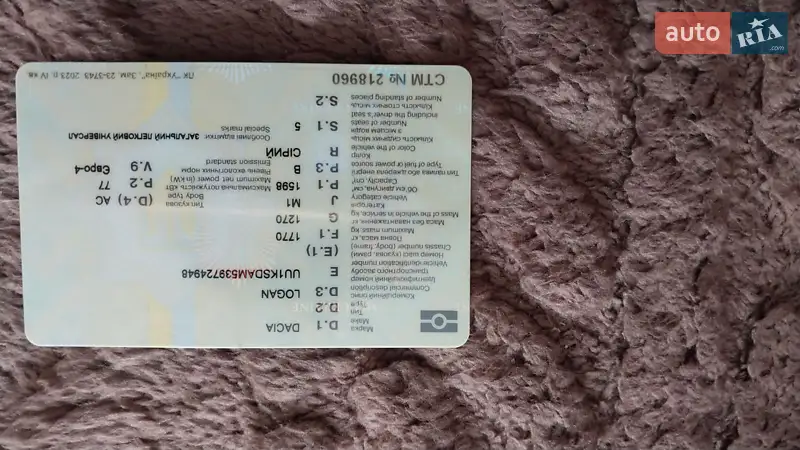 auto
RIA
.com
Марка
Make
D.1
DACIA
Тип
Type
D.2
Комерційний опис
Commercial description
D.3
LOGAN
Ідентифікаційний номер
транспортного засобу
Vehicle identification number
E
UU1KSDAM539724948
Номер шасі (кузова, рами)
Chassis number (body, frame)
(E.1)
Повна маса, кг
Maximum mass, kg
F.1
1770
Маса без навантаження, кг
Mass of the vehicle in service, kg
G
1270
Категорія
Vehicle category
J
M1
Тип кузова
Body type
(D.4) AC
Об'єм двигуна, см³
Capacity, cm³
P.1
1598
Максимальна потужність, кВт
Maximum net power (in kW)
P.2
77
Тип палива або джерела енергії
Type of fuel or power source
P.3
B
Рівень екологічних норм
Emission standard
V.9
Євро-4
Колір
Color of the vehicle
R
СІРИЙ
Кількість сидячих місць
з місцем водія
Number of seats
including the driver's seat
S.1
5
Особливі відмітки:
Special marks
ЗАГАЛЬНИЙ ЛЕГКОВИЙ УНІВЕРСАЛ
Кількість стоячих місць
Number of standing places
S.2
СТМ № 218960
ПК "Україна". Зам. 23-3743. 2023 р. IV кв.